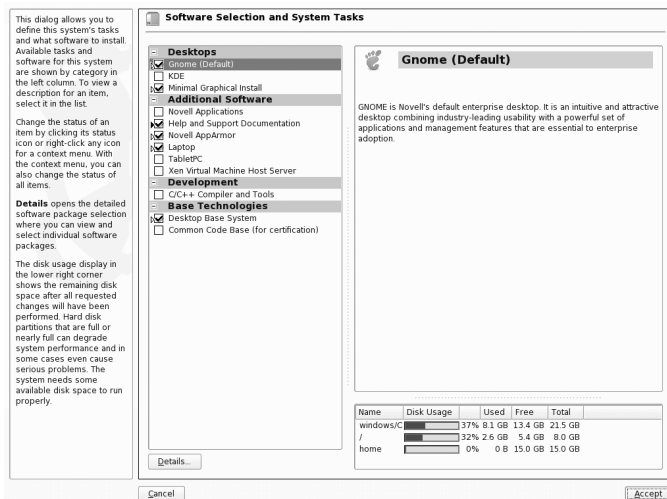 This dialog allows you to
define this system's tasks
and what software to install.
Available tasks and
software for this system
are shown by category in
the left column. To view a
description for an item,
select it in the list.
Change the status of an
item by clicking its status
icon or right-click any icon
for a context menu. With
the context menu, you can
also change the status of
all items.
Details opens the detailed
software package selection
where you can view and
select individual software
packages.
The disk usage display in
the lower right corner
shows the remaining disk
space after all requested
changes will have been
performed. Hard disk
partitions that are full or
nearly full can degrade
system performance and in
some cases even cause
serious problems. The
system needs some
available disk space to run
properly.
Software Selection and System Tasks
Desktops
Gnome (Default)
KDE
Minimal Graphical Install
Additional Software
Novell Applications
Help and Support Documentation
Novell AppArmor
Laptop
TabletPC
Xen Virtual Machine Host Server
Development
C/C++ Compiler and Tools
Base Technologies
Desktop Base System
Common Code Base (for certification)
Details...
Gnome (Default)
GNOME is Novell's default enterprise desktop. It is an intuitive and attractive
desktop combining industry-leading usability with a powerful set of
applications and management features that are essential to enterprise
adoption.
Name Disk Usage Used Free Total
windows/C 37% 8.1 GB 13.4 GB 21.5 GB
/ 32% 2.6 GB 5.4 GB 8.0 GB
home 0% 0 B 15.0 GB 15.0 GB
Cancel
Accept